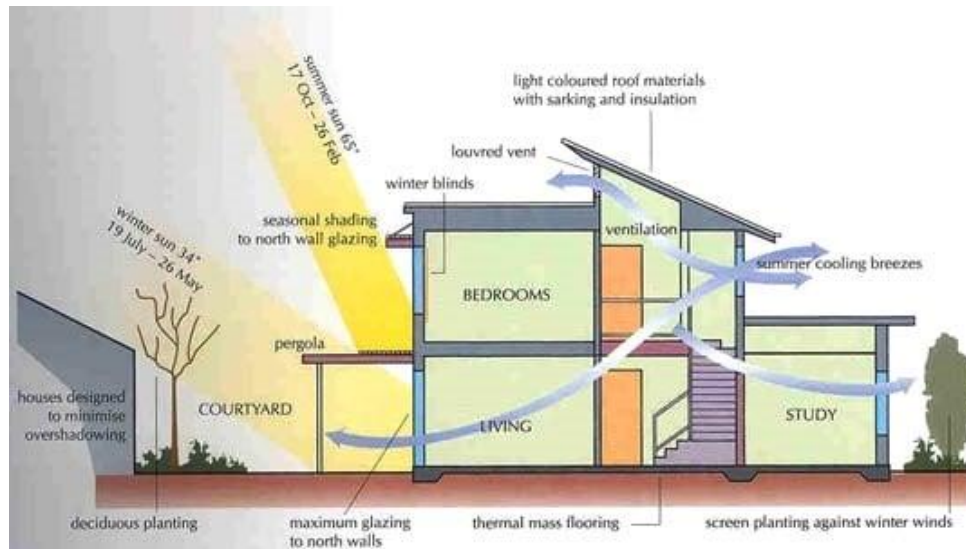 summer sun 65°
17 Oct – 26 Feb
light coloured roof materials
with sarking and insulation
louvred vent
winter blinds
winter sun 34°
19 July – 26 May
seasonal shading
to north wall glazing
ventilation
summer cooling breezes
BEDROOMS
pergola
houses designed
to minimise
overshadowing
COURTYARD
LIVING
STUDY
deciduous planting
maximum glazing
to north walls
thermal mass flooring
screen planting against winter winds